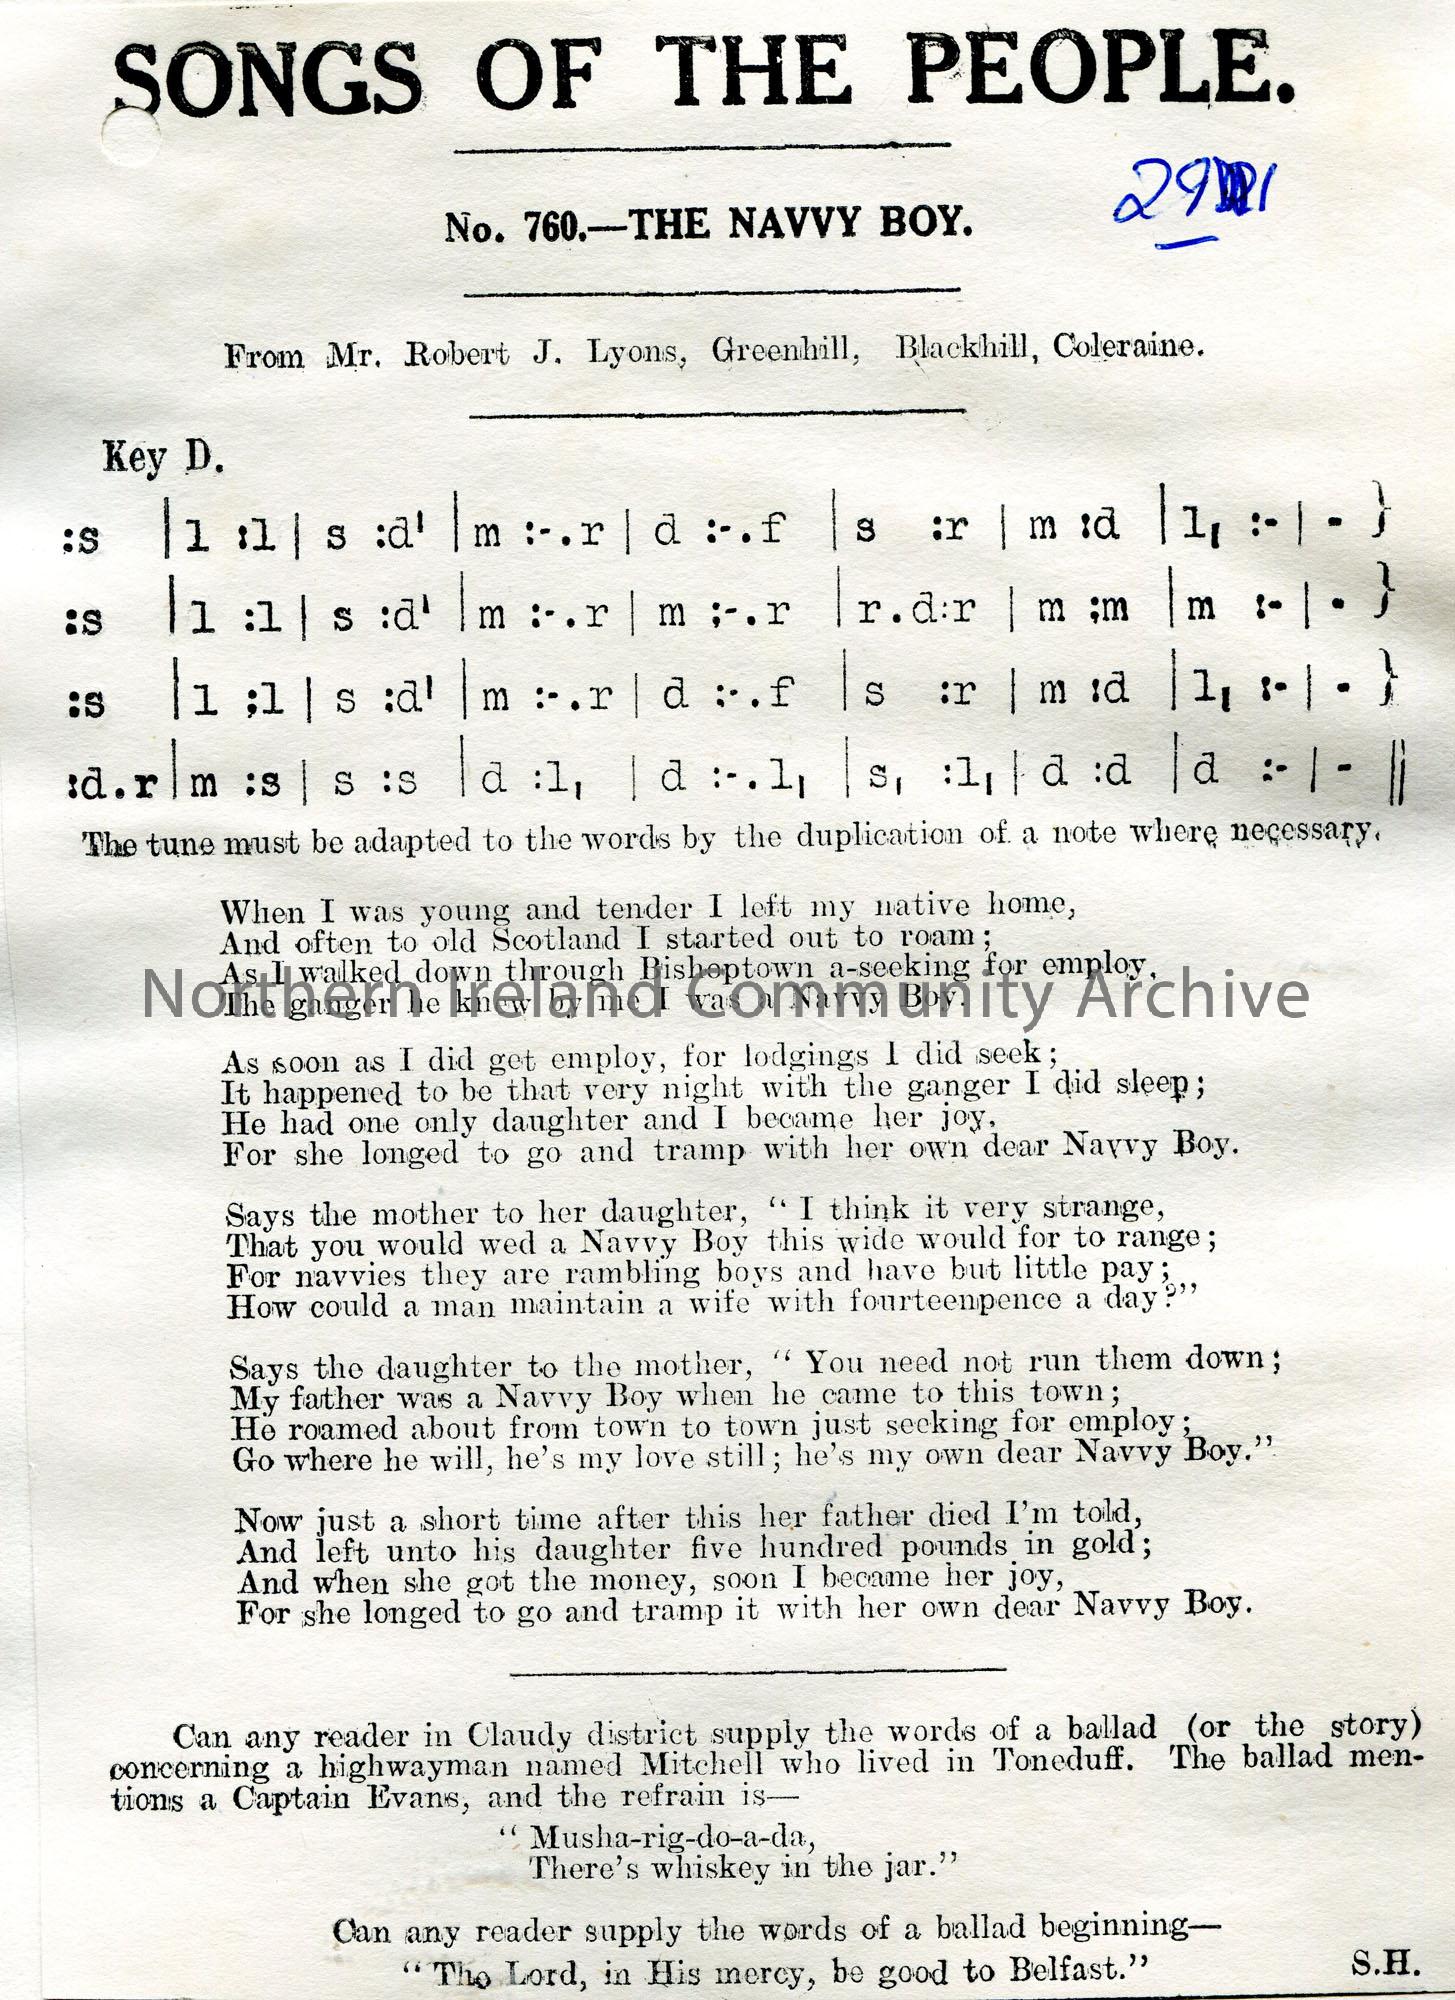 SONGS OF THE PEOPLE.
No. 760.—THE NAVVY BOY.
From Mr. Robert J. Lyons, Greenhill, Blackhill, Coleraine.
Key D.
:s |l :l| s :d' |m :-.r| d :-.f |s :r | m :d |l, :-| - }
:s |l :l| s :d' |m :-.r| m ;-.r |r.d:r | m ;m |m :-| - }
:s |l ;l| s :d' |m :-.r| d :-.f |s :r | m :d |l, :-| - }
:d.r|m :s| s :s |d :l, | d :-.l, |s, :l,| d :d |d :-| - ||
The tune must be adapted to the words by the duplication of a note where necessary.
When I was young and tender I left my native home,
And often to old Scotland I started out to roam;
As I walked down through Bishoptown a-seeking for employ,
The ganger he knew by me I was a Navvy Boy.
Northern Ireland Community Archive
As soon as I did get employ, for lodgings I did seek;
It happened to be that very night with the ganger I did sleep;
He had one only daughter and I became her joy,
For she longed to go and tramp with her own dear Navvy Boy.
Says the mother to her daughter, “ I think it very strange,
That you would wed a Navvy Boy this wide would for to range;
For navvies they are rambling boys and have but little pay;
How could a man maintain a wife with fourteenpence a day?”
Says the daughter to the mother, “ You need not run them down;
My father was a Navvy Boy when he came to this town;
He roamed about from town to town just seeking for employ;
Go where he will, he's my love still; he's my own dear Navvy Boy.”
Now just a short time after this her father died I'm told,
And left unto his daughter five hundred pounds in gold;
And when she got the money, soon I became her joy,
For she longed to go and tramp it with her own dear Navvy Boy.
Can any reader in Claudy district supply the words of a ballad (or the story)
concerning a highwayman named Mitchell who lived in Toneduff. The ballad men-
tions a Captain Evans, and the refrain is—
“ Musha-rig-do-a-da,
There's whiskey in the jar.”
Can any reader supply the words of a ballad beginning—
“ The Lord, in His mercy, be good to Belfast.”
S.H.